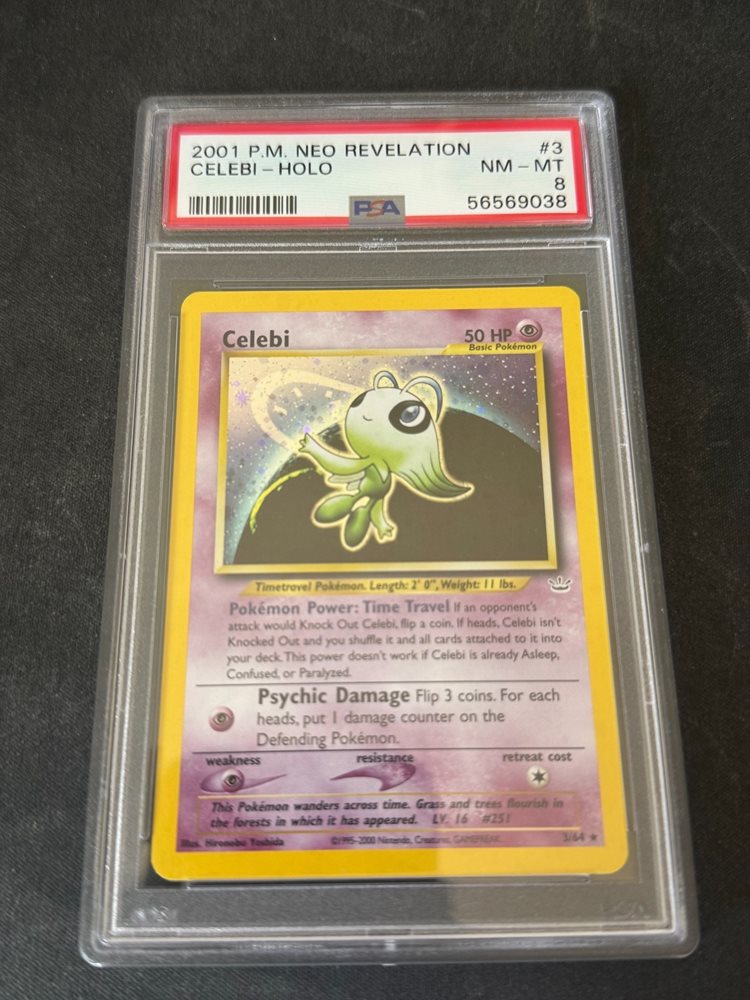 2001 P.M. NEO REVELATION #3
CELEBI - HOLO NM - MT
8
PSA 56569038
Celebi 50 HP
Basic Pokémon
Timetravel Pokémon. Length: 2' 0", Weight: 11 lbs.
Pokémon Power: Time Travel If an opponent's
attack would Knock Out Celebi, flip a coin. If heads, Celebi isn't
Knocked Out and you shuffle it and all cards attached to it into
your deck. This power doesn't work if Celebi is already Asleep,
Confused, or Paralyzed.
Psychic Damage Flip 3 coins. For each
heads, put 1 damage counter on the
Defending Pokémon.
weakness resistance retreat cost
This Pokémon wanders across time. Grass and trees flourish in
the forests in which it has appeared. LV. 16 #251
Illus. Hironobu Yoshida ©1995-2000 Nintendo, Creatures, GAMEFREAK. 3/64 ★